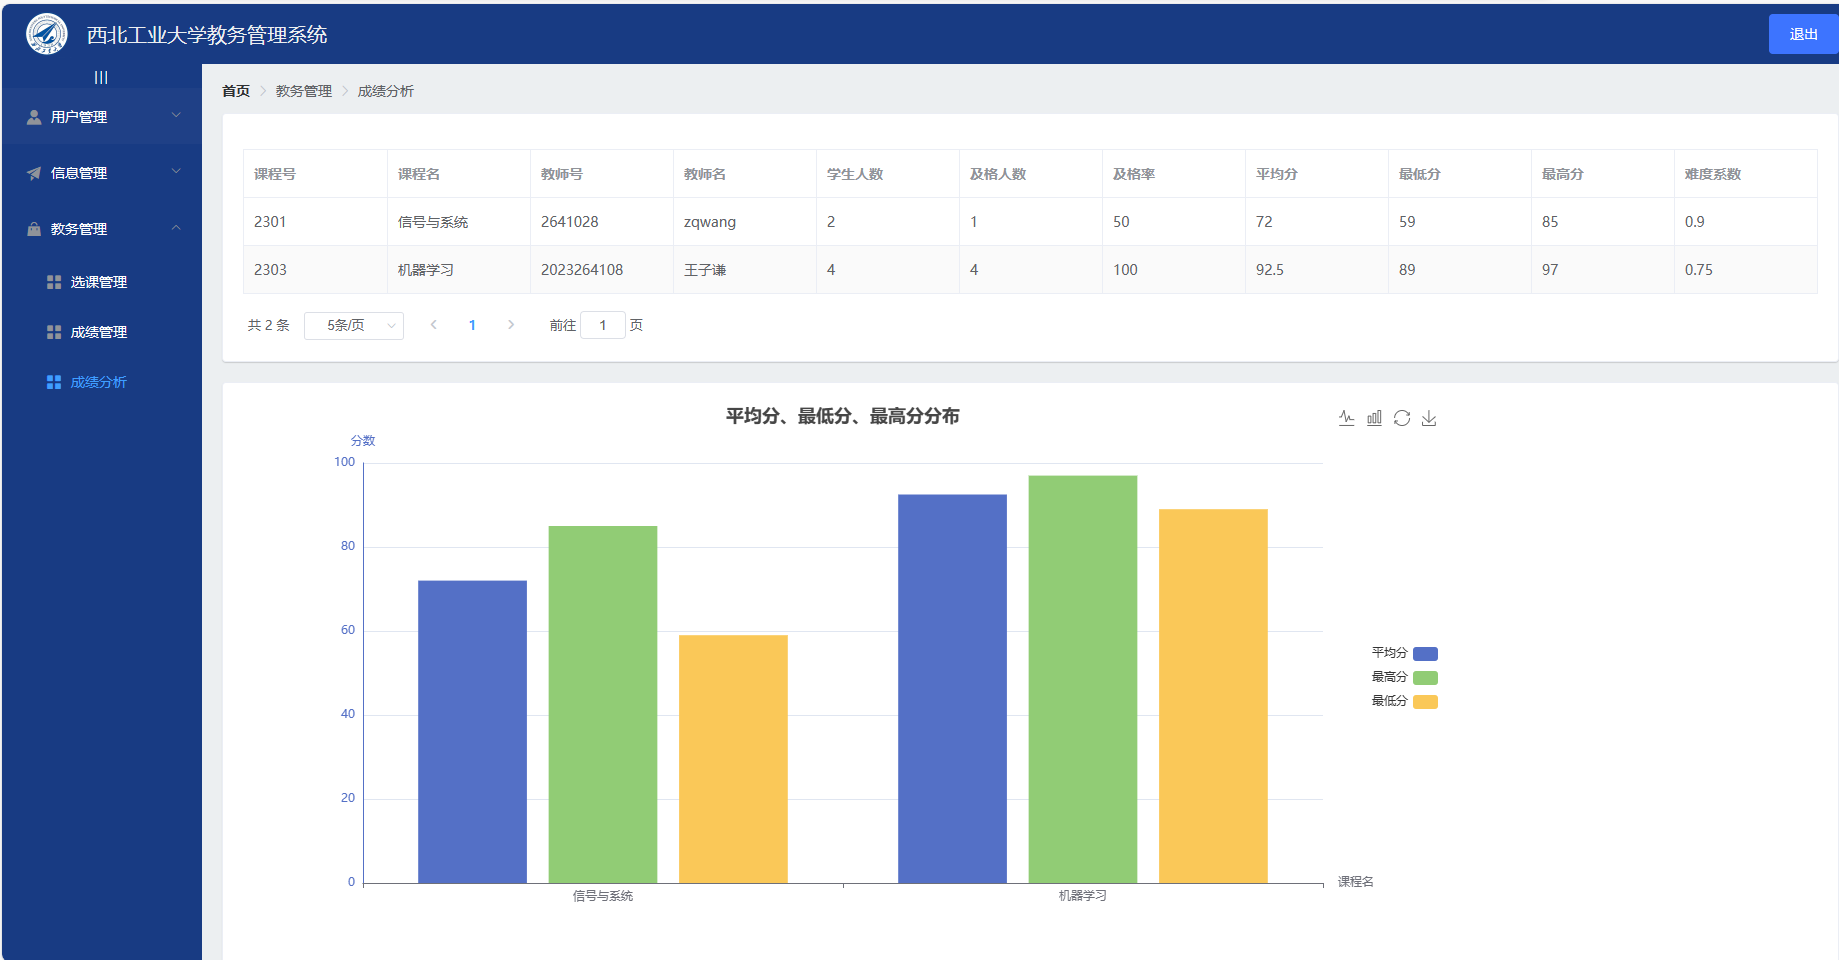 西北工业大学教务管理系统
退出
用户管理
信息管理
教务管理
选课管理
成绩管理
成绩分析
首页 教务管理 成绩分析
课程号 课程名 教师号 教师名 学生人数 及格人数 及格率 平均分 最低分 最高分 难度系数
2301 信号与系统 2641028 zqwang 2 1 50 72 59 85 0.9
2303 机器学习 2023264108 王子谦 4 4 100 92.5 89 97 0.75
共 2 条 5条/页 1 前往 1 页
平均分、最低分、最高分分布
分数
100
80
60
40
20
0
信号与系统 机器学习
课程名
平均分
最高分
最低分